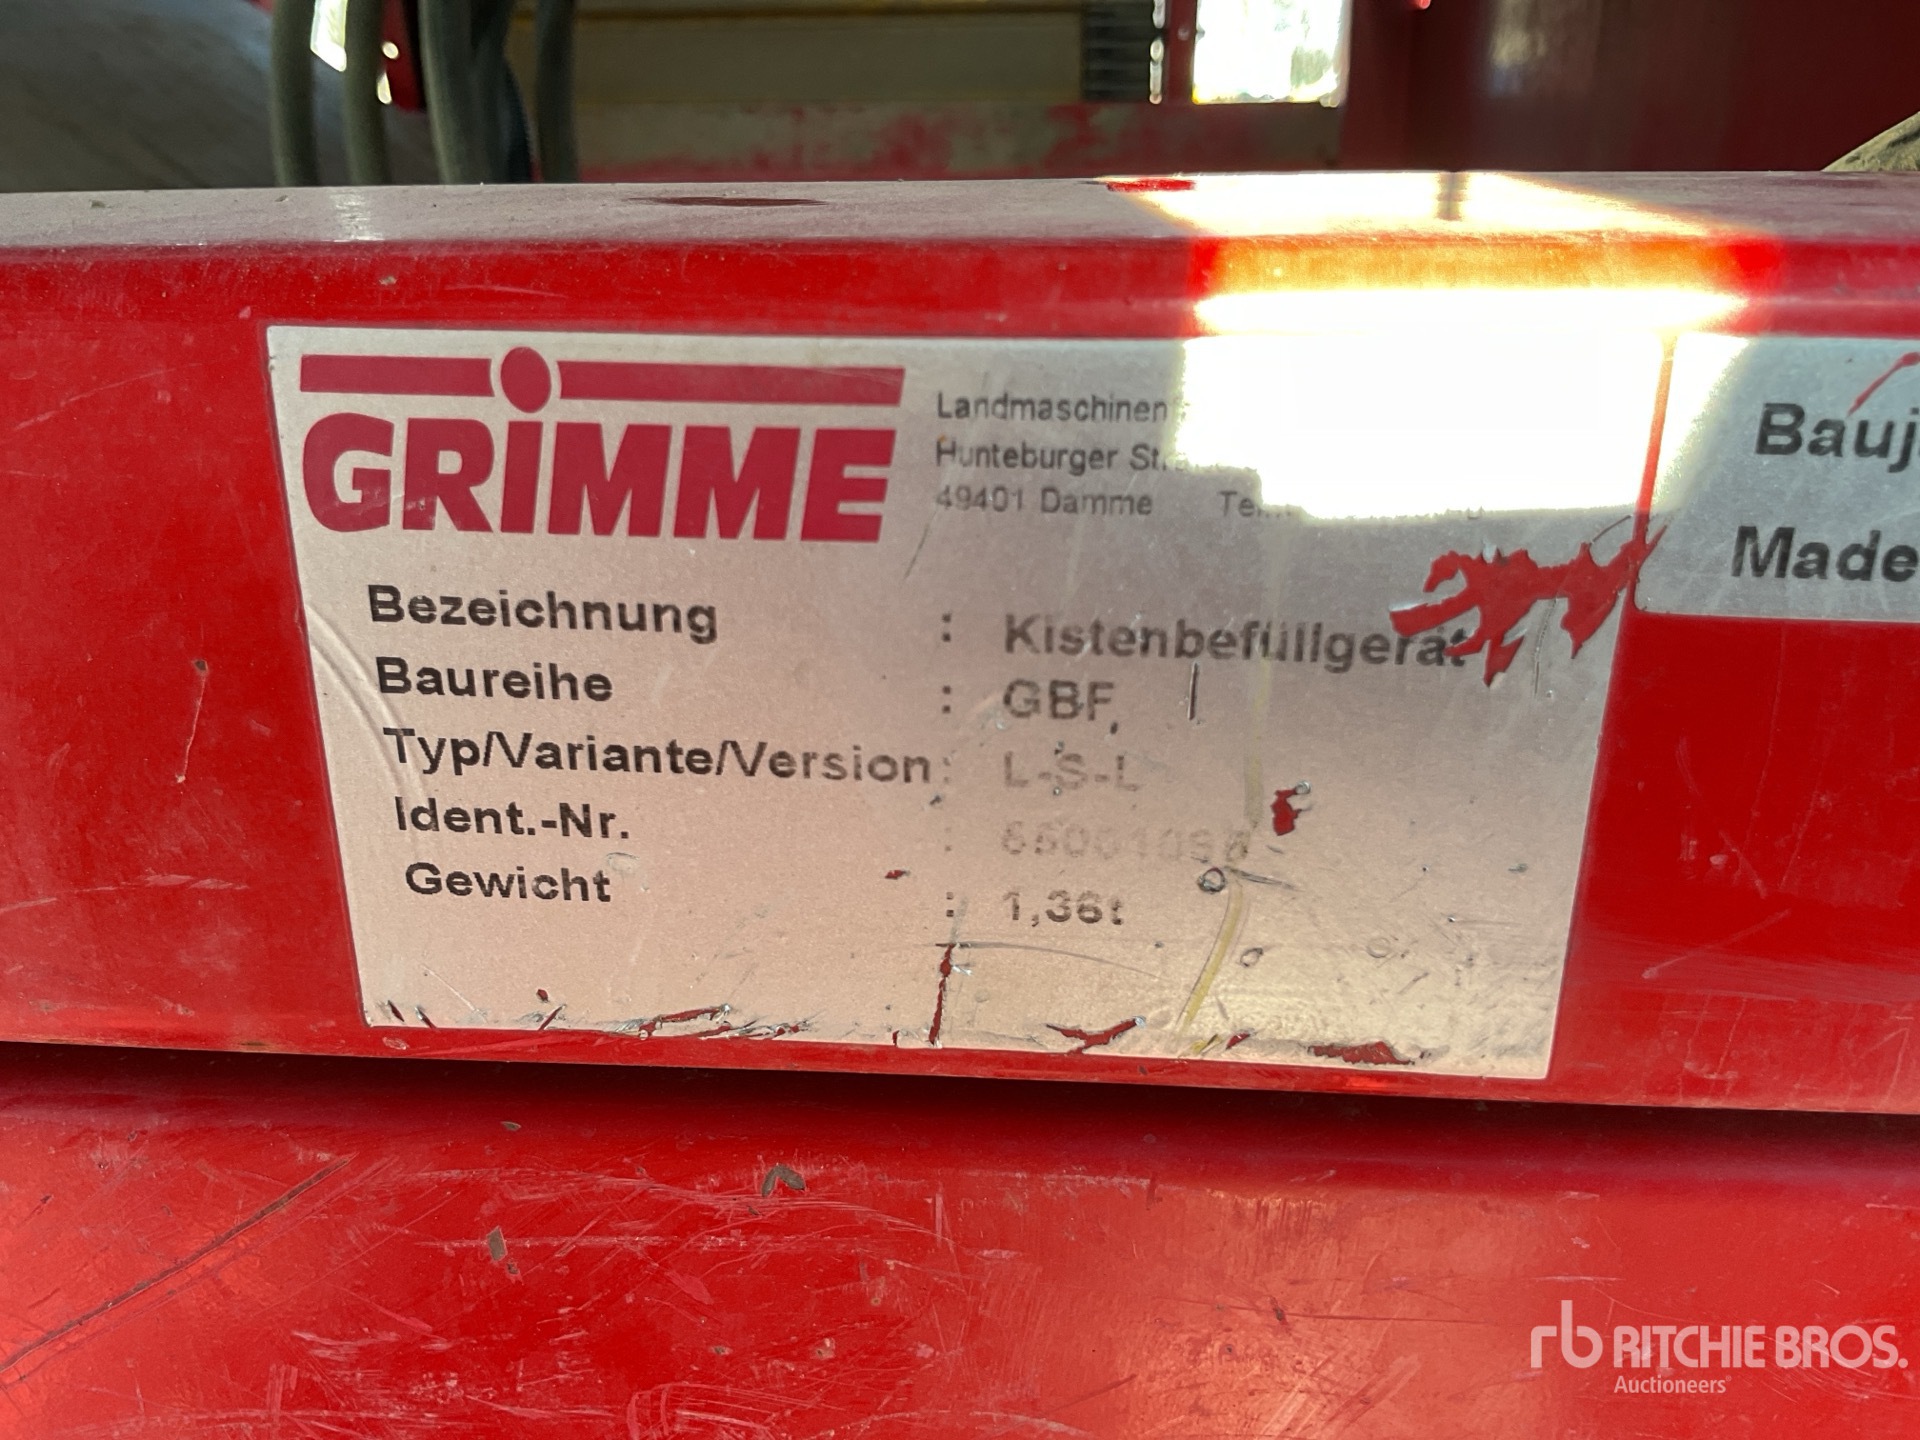 GRIMME
Landmaschinen
Hunteburger
49401 Damme
Bauj
Made
Bezeichnung : Kistenbefüllgerät
Baureihe : GBF
Typ/Variante/Version : L-S-L
Ident.-Nr. :
Gewicht : 1,36t
rb RITCHIE BROS.
Auctioneers